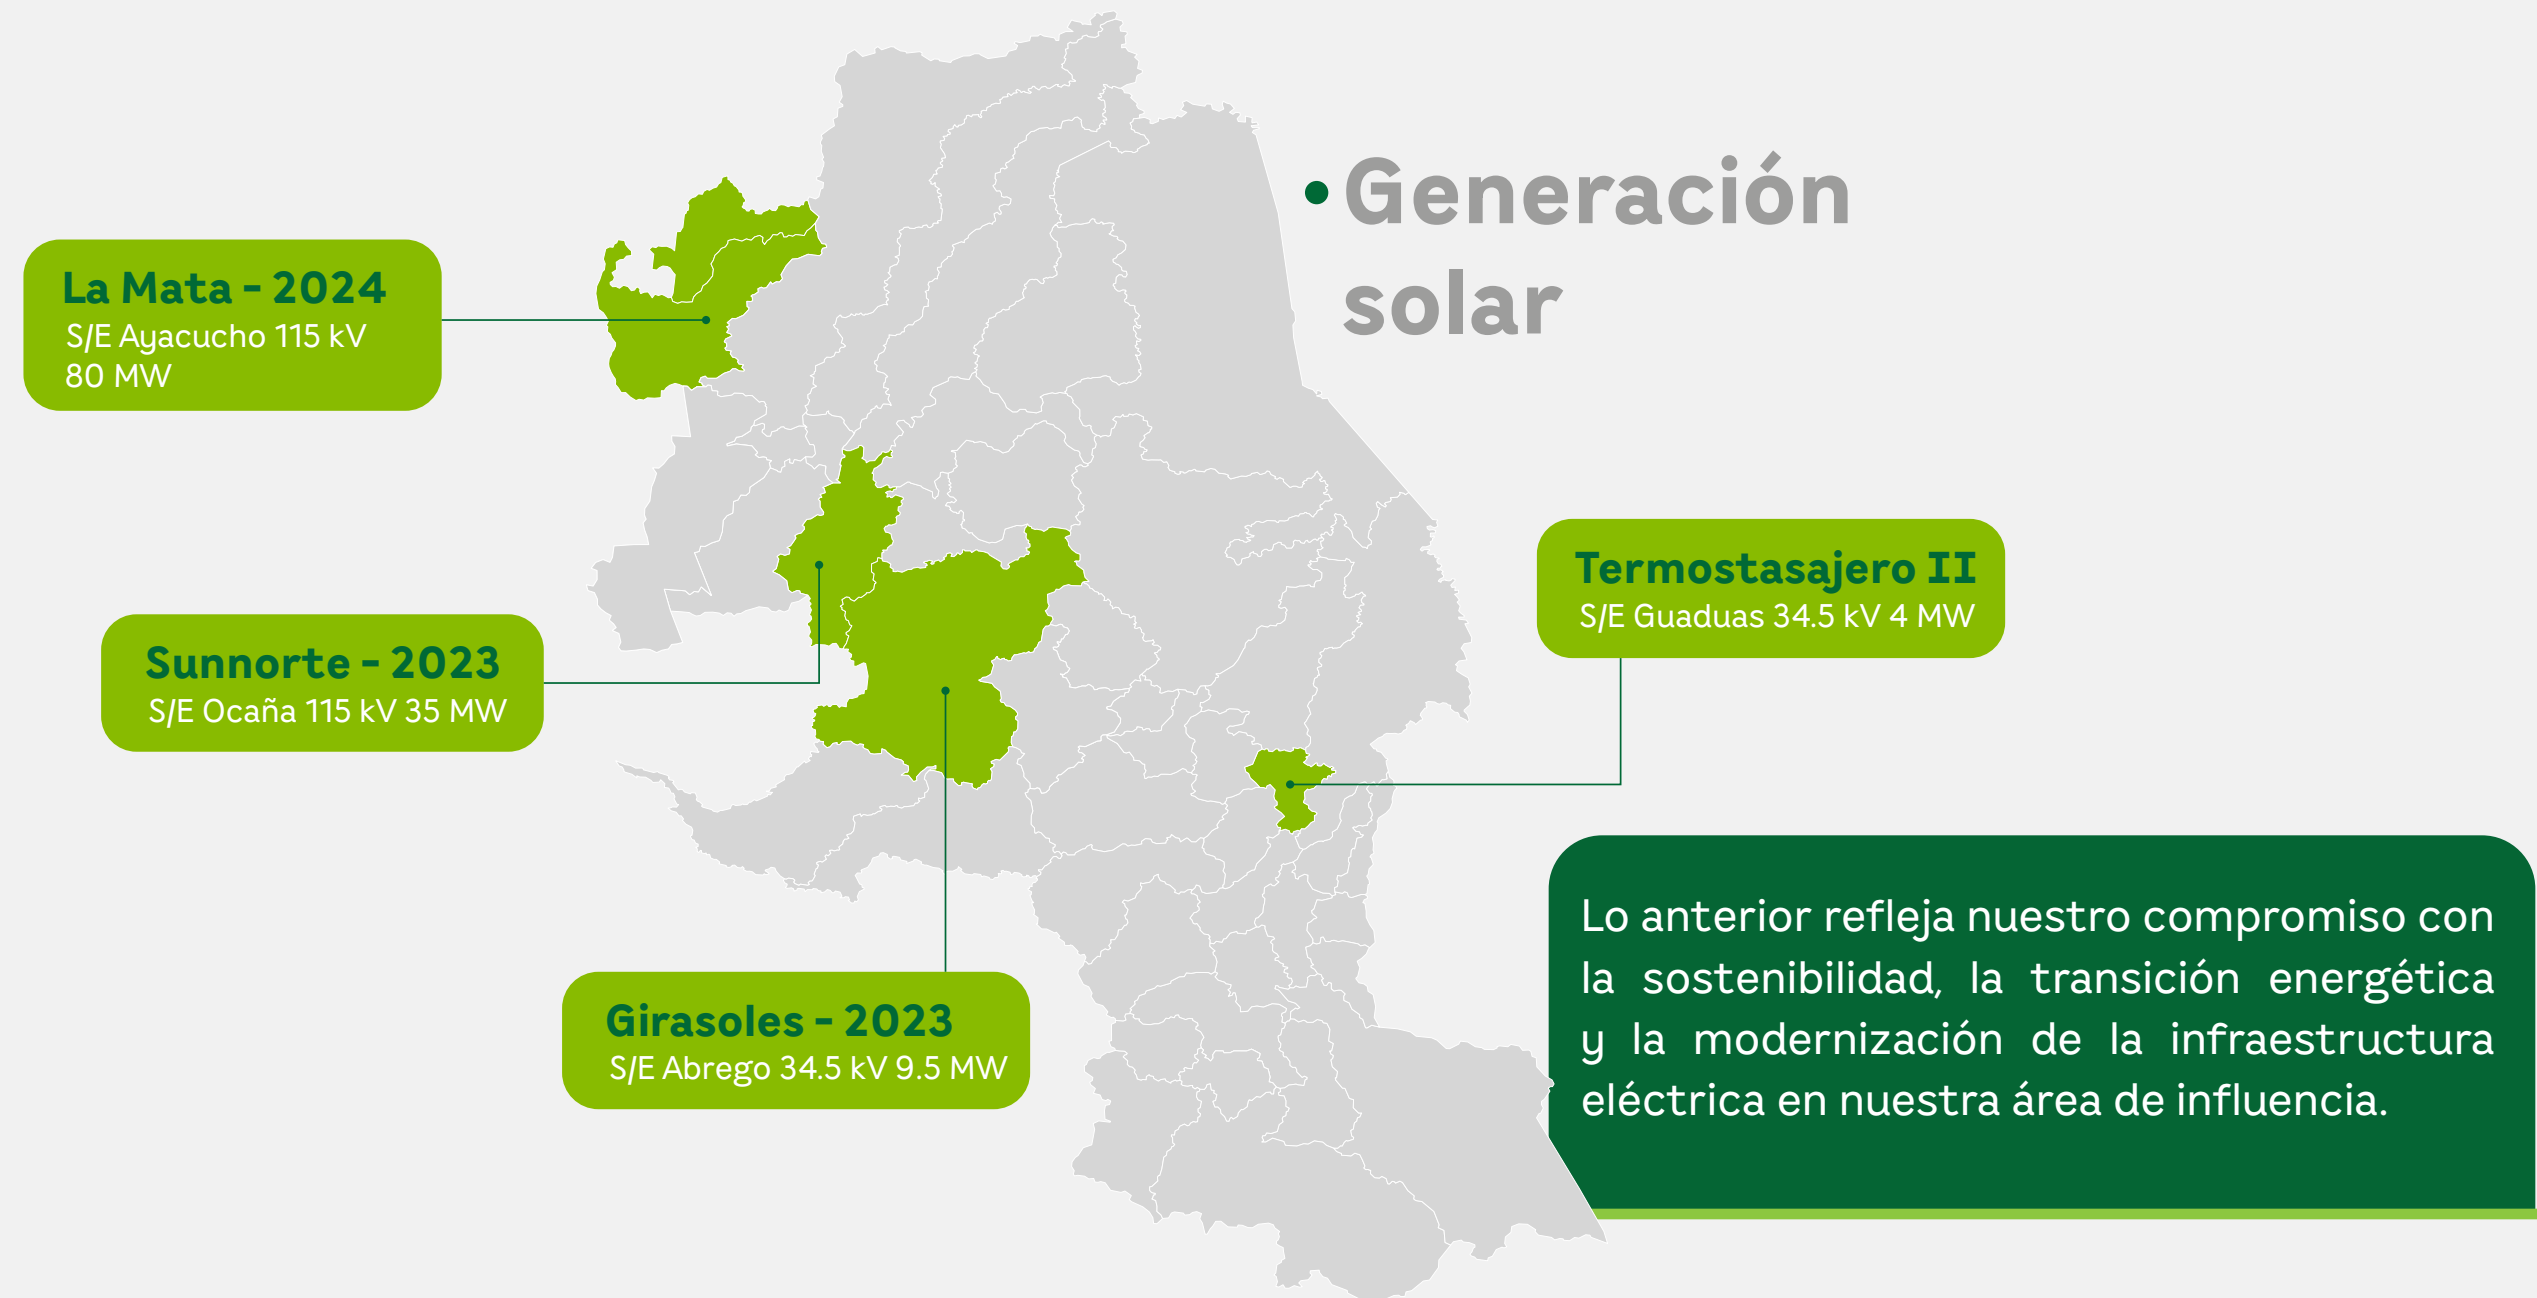 • Generación
solar
La Mata - 2024
S/E Ayacucho 115 kV
80 MW
Sunnorte - 2023
S/E Ocaña 115 kV 35 MW
Girasoles - 2023
S/E Abrego 34.5 kV 9.5 MW
Termostasajero II
S/E Guaduas 34.5 kV 4 MW
Lo anterior refleja nuestro compromiso con
la sostenibilidad, la transición energética
y la modernización de la infraestructura
eléctrica en nuestra área de influencia.